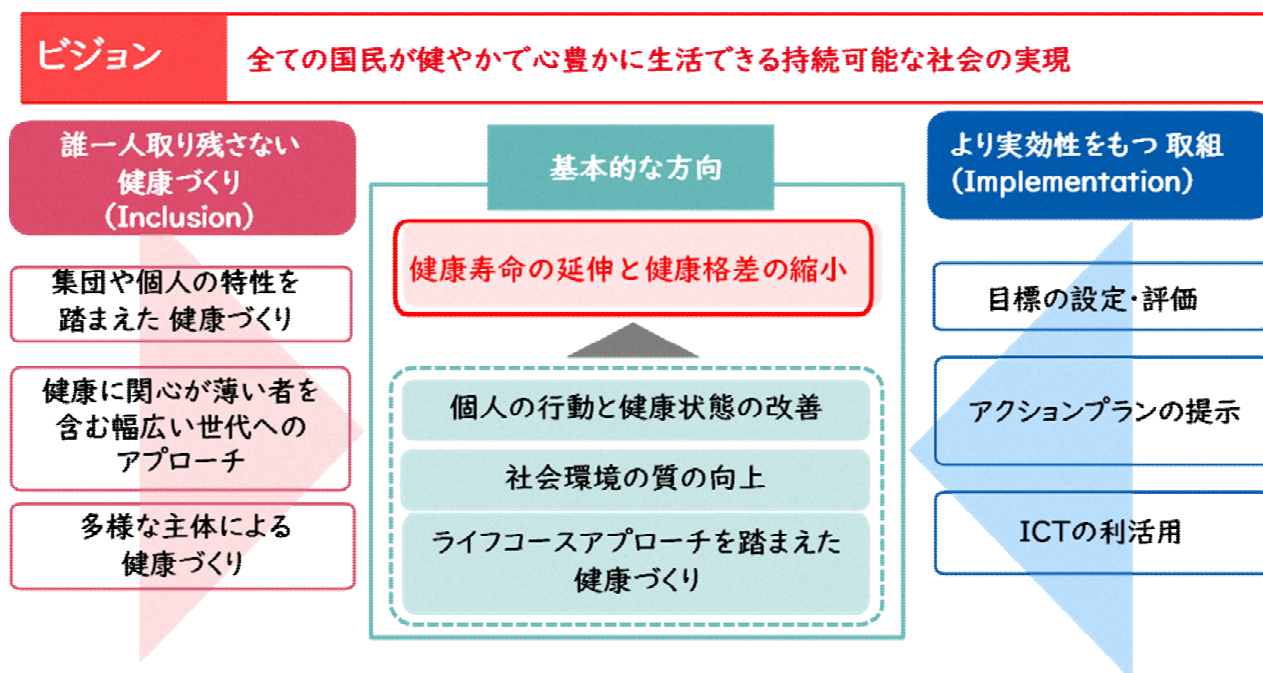 ビジョン
全ての国民が健やかで心豊かに生活できる持続可能な社会の実現
誰一人取り残さない
健康づくり
(Inclusion)
集団や個人の特性を
踏まえた 健康づくり
健康に関心が薄い者を
含む幅広い世代への
アプローチ
多様な主体による
健康づくり
基本的な方向
健康寿命の延伸と健康格差の縮小
個人の行動と健康状態の改善
社会環境の質の向上
ライフコースアプローチを踏まえた
健康づくり
より実効性をもつ 取組
(Implementation)
目標の設定・評価
アクションプランの提示
ICTの利活用